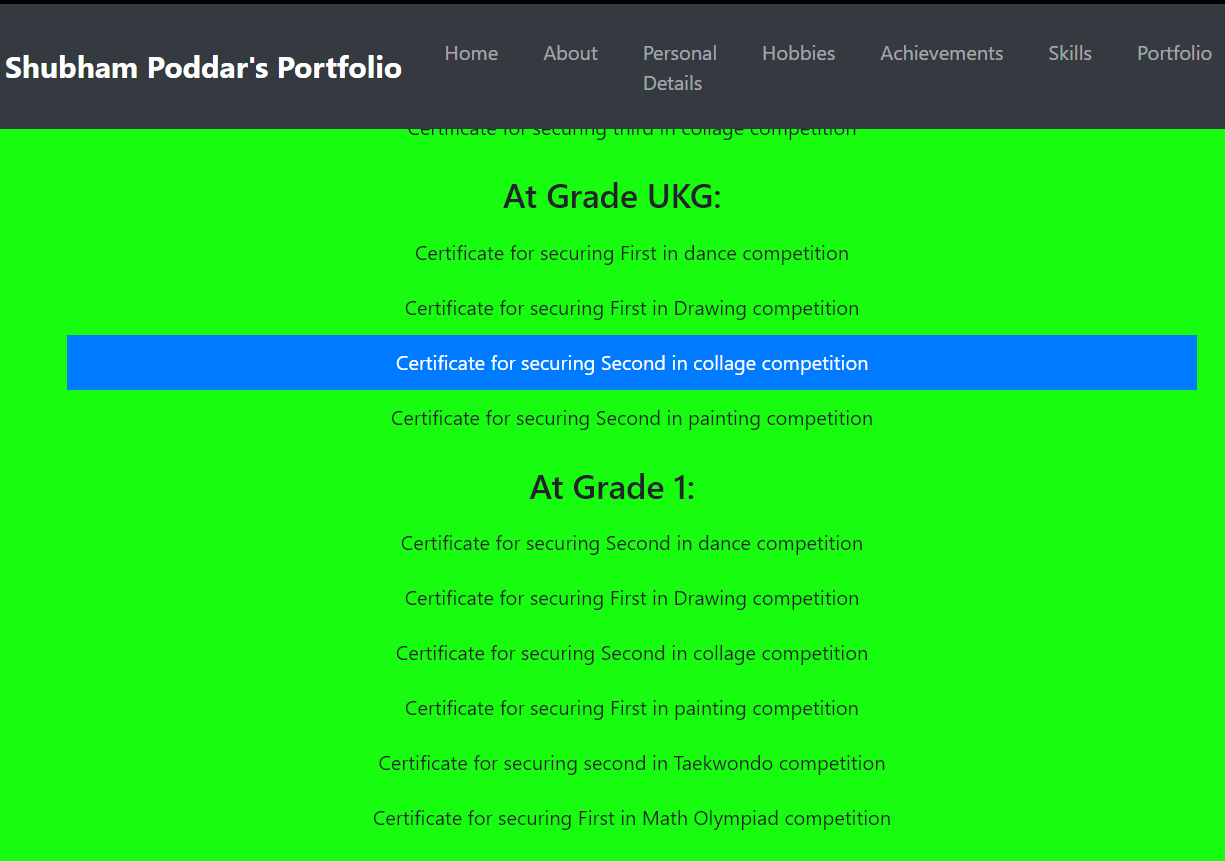 Shubham Poddar's Portfolio
Home
About
Personal
Details
Hobbies
Achievements
Skills
Portfolio
Certificate for securing third in collage competition
At Grade UKG:
Certificate for securing First in dance competition
Certificate for securing First in Drawing competition
Certificate for securing Second in collage competition
Certificate for securing Second in painting competition
At Grade 1:
Certificate for securing Second in dance competition
Certificate for securing First in Drawing competition
Certificate for securing Second in collage competition
Certificate for securing First in painting competition
Certificate for securing second in Taekwondo competition
Certificate for securing First in Math Olympiad competition